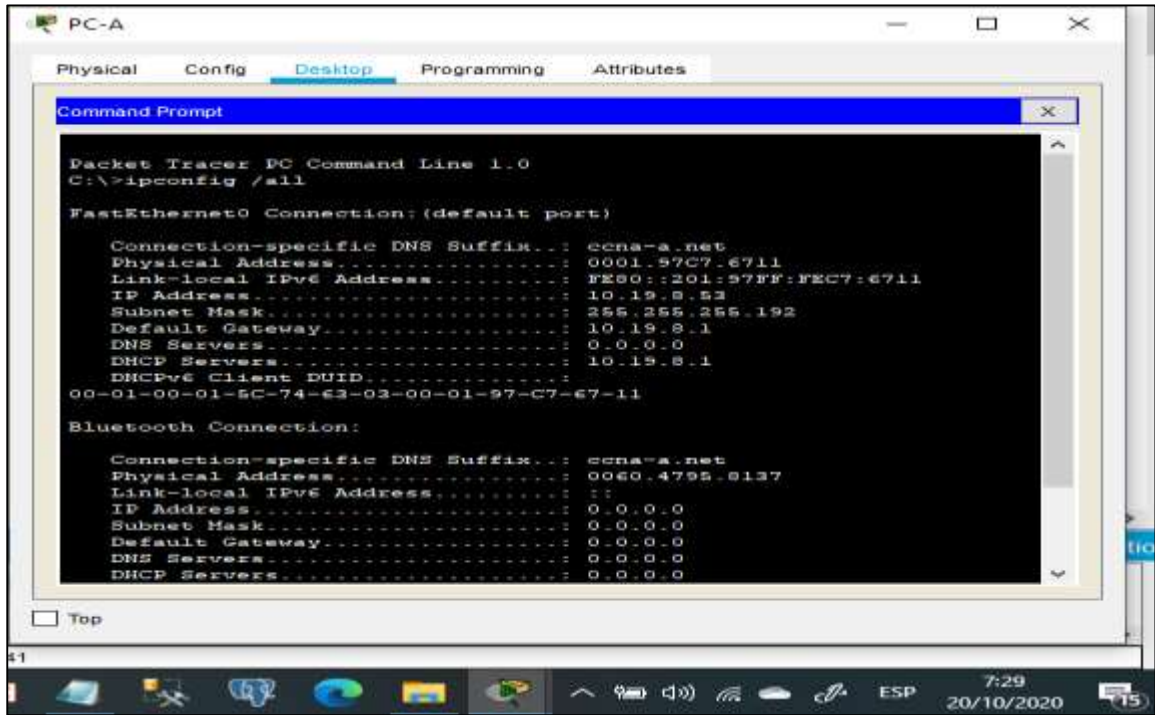 PC-A
Physical Config Desktop Programming Attributes
Command Prompt
Packet Tracer PC Command Line 1.0
C:\>ipconfig /all
FastEthernet0 Connection:(default port)
Connection-specific DNS Suffix..: ccna-a.net
Physical Address................: 0001.97C7.6711
Link-local IPv6 Address.........: FE80::201:97FF:FEC7:6711
IP Address......................: 10.19.8.53
Subnet Mask.....................: 255.255.255.192
Default Gateway.................: 10.19.8.1
DNS Servers.....................: 0.0.0.0
DHCP Servers....................: 10.19.8.1
DHCPv6 Client DUID..............:
00-01-00-01-5C-74-63-03-00-01-97-C7-67-11
Bluetooth Connection:
Connection-specific DNS Suffix..: ccna-a.net
Physical Address................: 0060.4795.8137
Link-local IPv6 Address.........: ::
IP Address......................: 0.0.0.0
Subnet Mask.....................: 0.0.0.0
Default Gateway.................: 0.0.0.0
DNS Servers.....................: 0.0.0.0
DHCP Servers....................: 0.0.0.0
tio
Top
41
ESP
7:29
20/10/2020
15